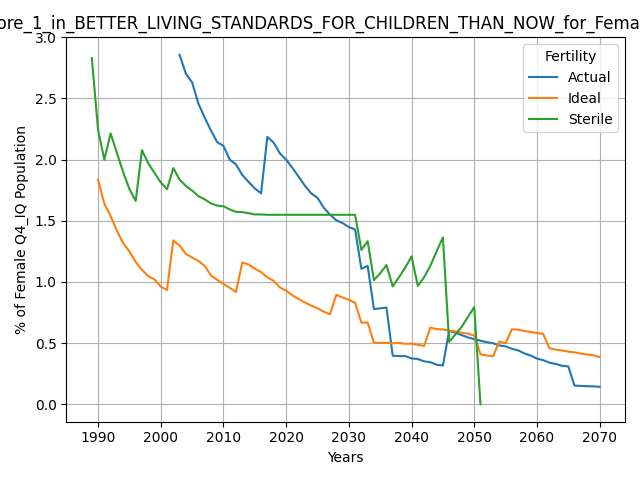 ore_1_in_BETTER_LIVING_STANDARDS_FOR_CHILDREN_THAN_NOW_for_Fema
3.0
2.5
2.0
1.5
1.0
0.5
0.0
% of Female Q4_IQ Population
Fertility
Actual
Ideal
Sterile
1990 2000 2010 2020 2030 2040 2050 2060 2070
Years